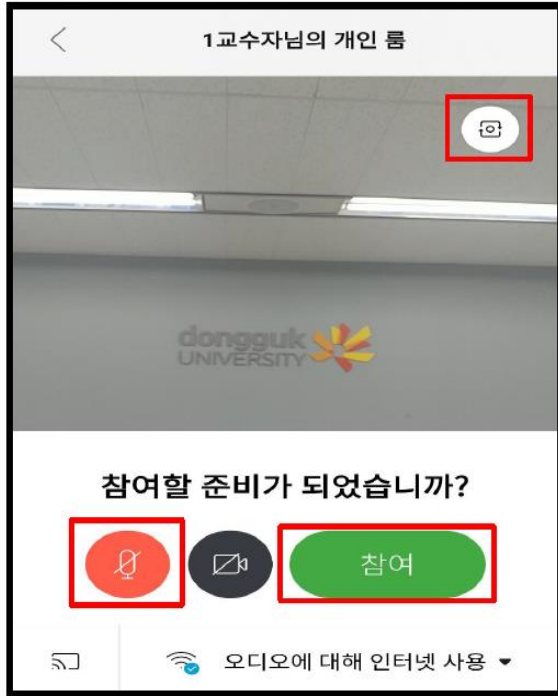 1교수자님의 개인 룸
dongguk
UNIVERSITY
참여할 준비가 되었습니까?
참여
오디오에 대해 인터넷 사용